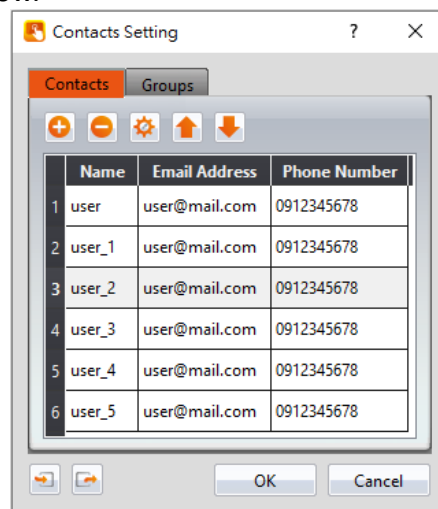 Contacts Setting ? ×
Contacts Groups
Name Email Address Phone Number
1 user user@mail.com 0912345678
2 user_1 user@mail.com 0912345678
3 user_2 user@mail.com 0912345678
4 user_3 user@mail.com 0912345678
5 user_4 user@mail.com 0912345678
6 user_5 user@mail.com 0912345678
OK Cancel